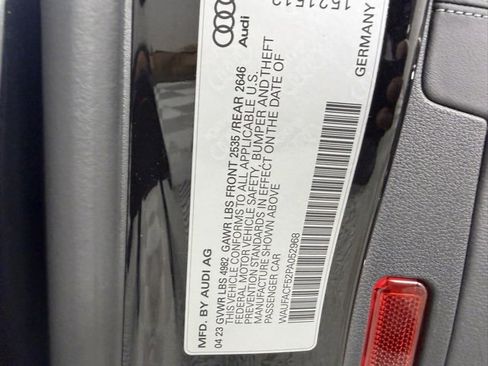 MFD. BY AUDI AG
04 23 GVWR LBS 4982 GAWR LBS FRONT 2535 /REAR 2646
THIS VEHICLE CONFORMS TO ALL APPLICABLE U.S.
FEDERAL MOTOR VEHICLE SAFETY, BUMPER AND THEFT
PREVENTION STANDARDS IN EFFECT ON THE DATE OF
MANUFACTURE SHOWN ABOVE
PASSENGER CAR
WAUFACF52PA052968
Audi
GERMANY